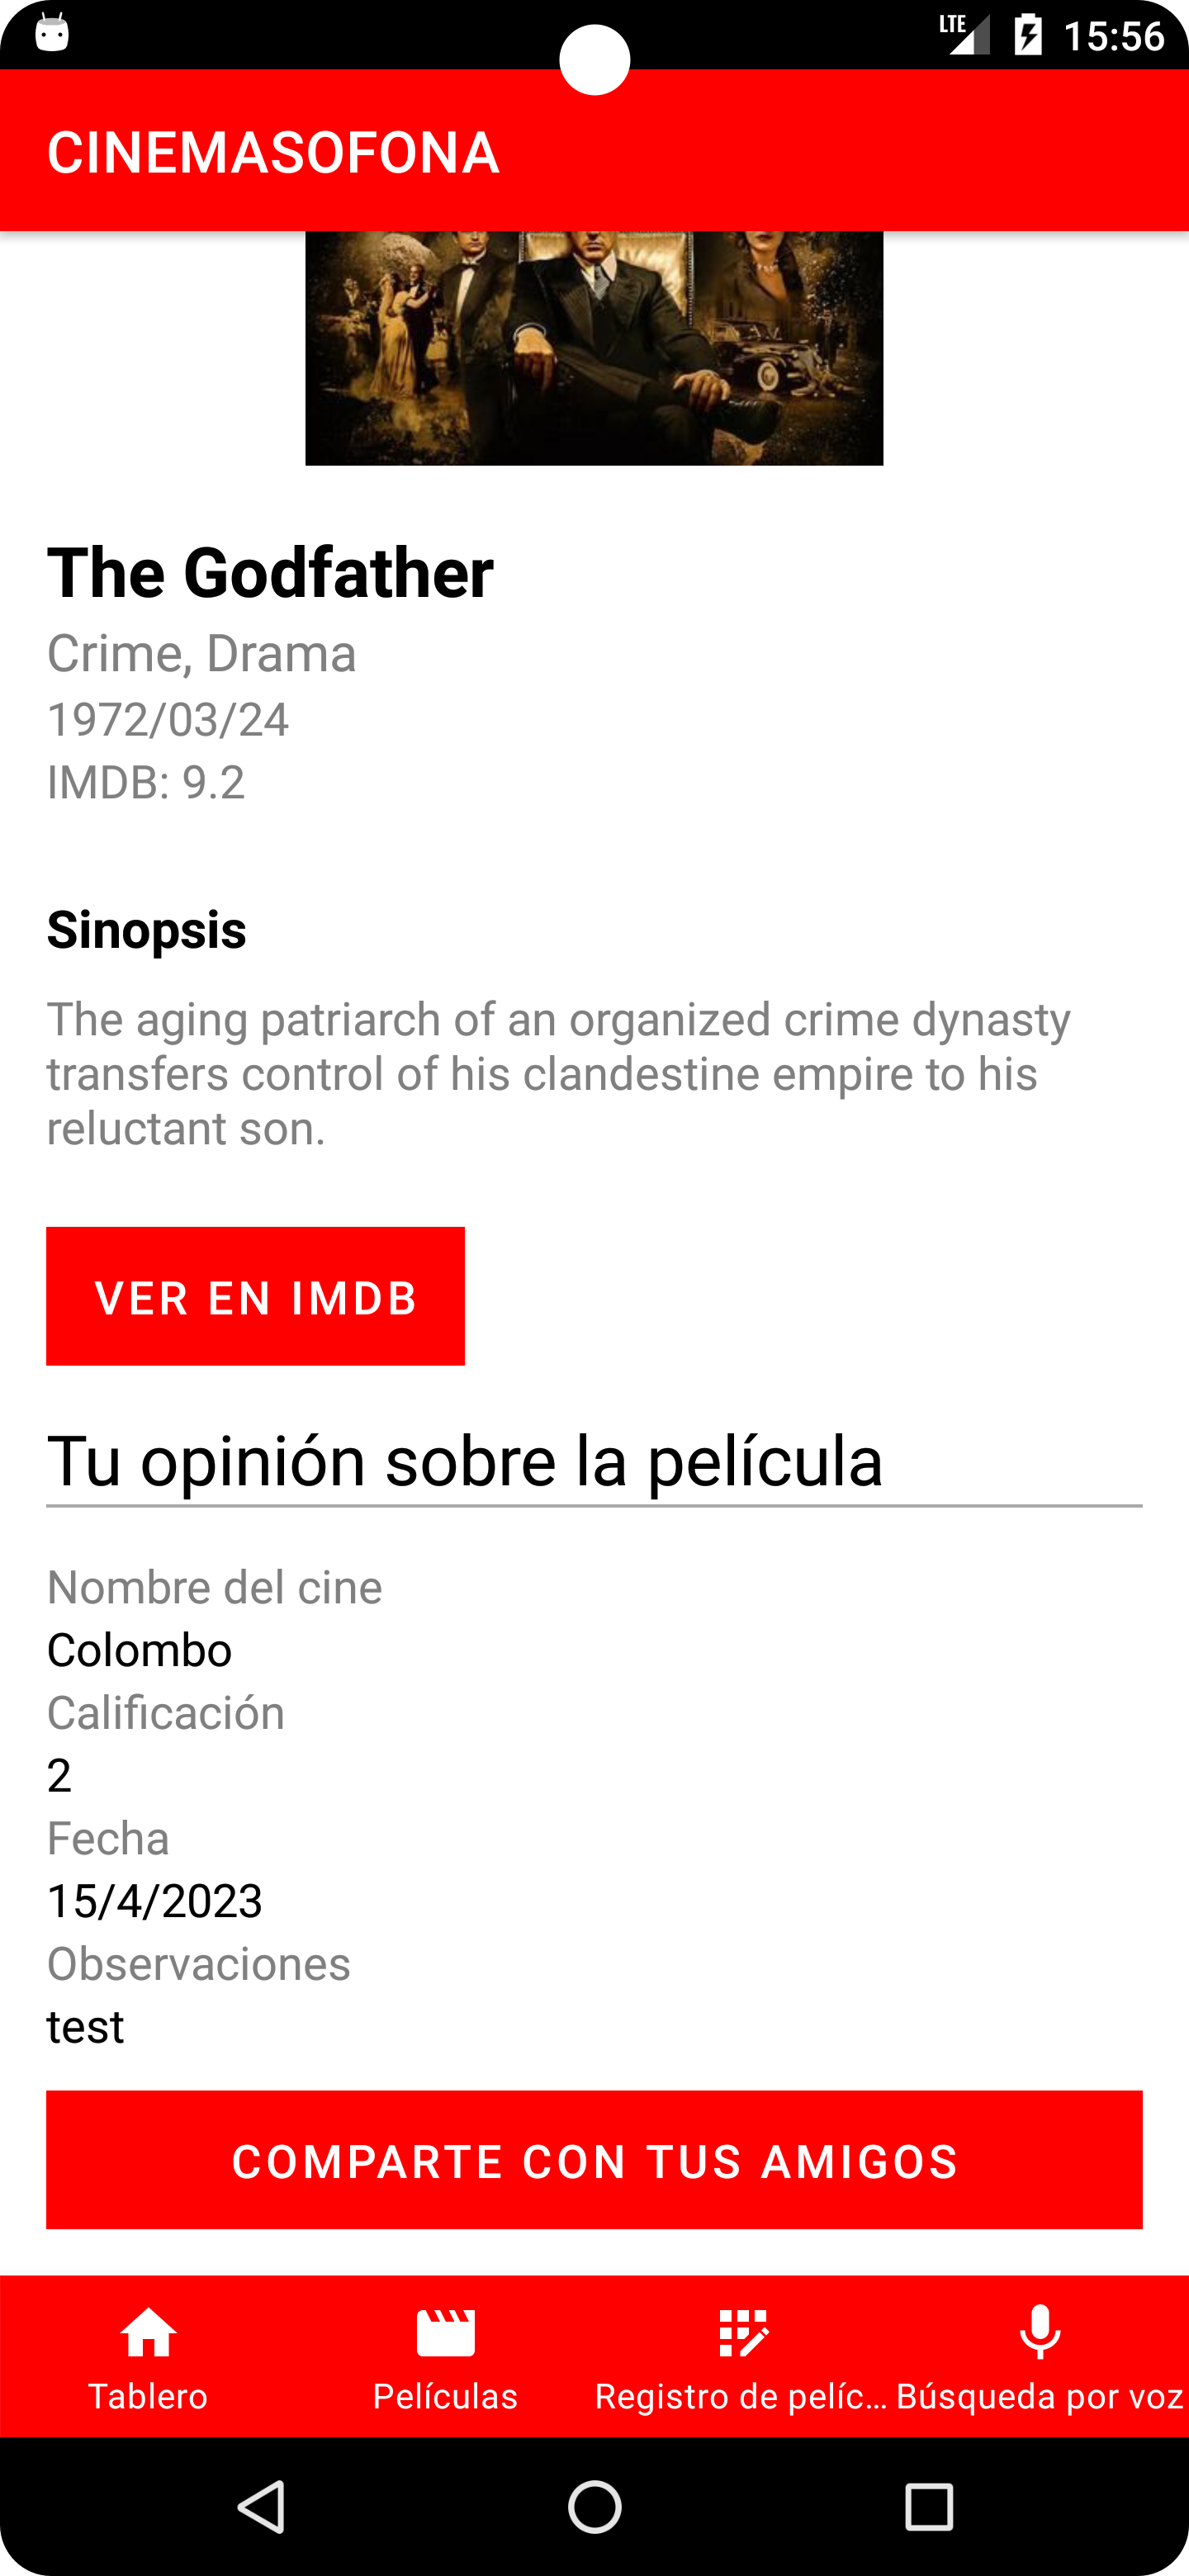 LTE 15:56
CINEMASOFONA
The Godfather
Crime, Drama
1972/03/24
IMDB: 9.2
Sinopsis
The aging patriarch of an organized crime dynasty
transfers control of his clandestine empire to his
reluctant son.
VER EN IMDB
Tu opinión sobre la película
Nombre del cine
Colombo
Calificación
2
Fecha
15/4/2023
Observaciones
test
COMPARTE CON TUS AMIGOS
Tablero Películas Registro de pelíc... Búsqueda por voz